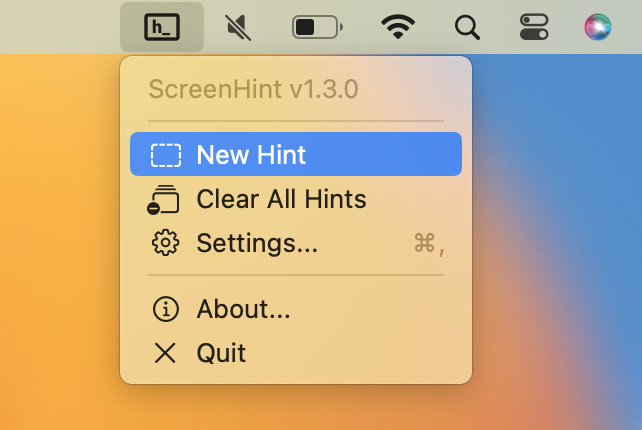 h_
ScreenHint v1.3.0
New Hint
Clear All Hints
Settings... ⌘,
About...
Quit